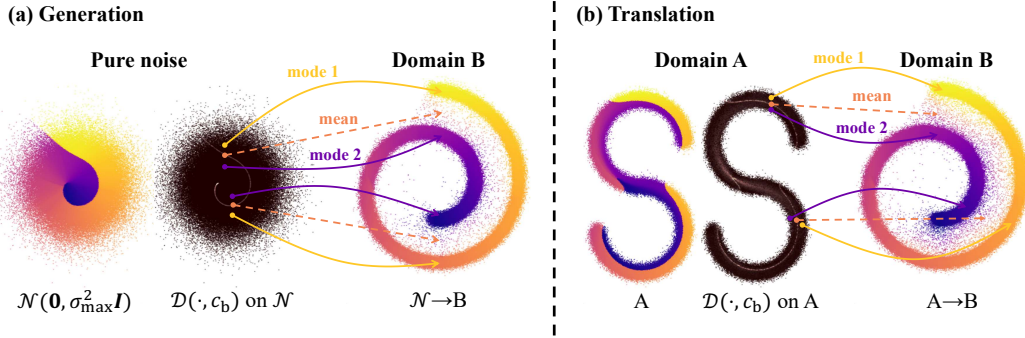 (a) Generation
(b) Translation
Pure noise
Domain B
mode 1
mean
mode 2
𝒩(𝟎, σ²ₘₐₓ𝑰)
𝒟(·, c_b) on 𝒩
𝒩→B
Domain A
Domain B
mode 1
mean
mode 2
A
𝒟(·, c_b) on A
A→B